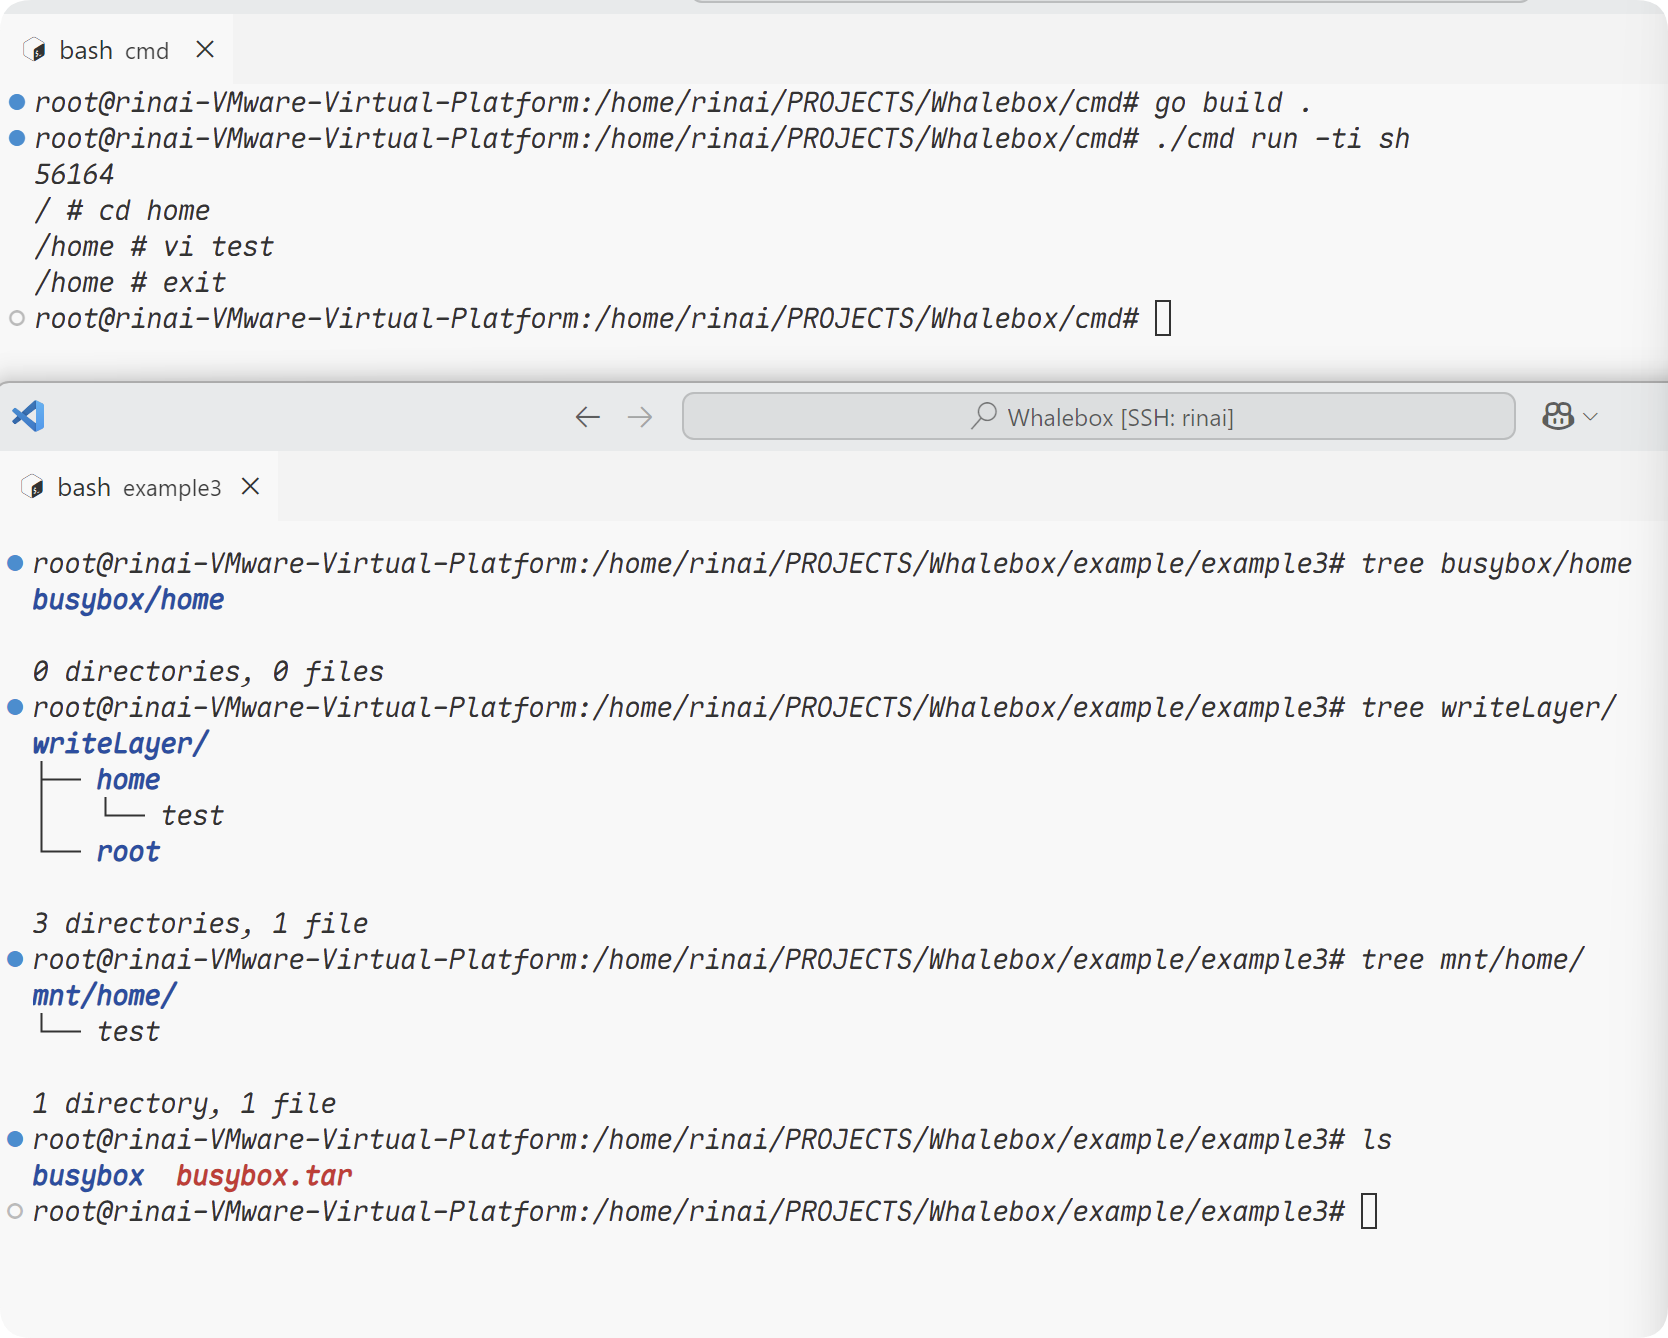 bash cmd
root@rinai-VMware-Virtual-Platform:/home/rinai/PROJECTS/Whalebox/cmd# go build .
root@rinai-VMware-Virtual-Platform:/home/rinai/PROJECTS/Whalebox/cmd# ./cmd run -ti sh
56164
/ # cd home
/home # vi test
/home # exit
root@rinai-VMware-Virtual-Platform:/home/rinai/PROJECTS/Whalebox/cmd#
Whalebox [SSH: rinai]
bash example3
root@rinai-VMware-Virtual-Platform:/home/rinai/PROJECTS/Whalebox/example/example3# tree busybox/home
busybox/home
0 directories, 0 files
root@rinai-VMware-Virtual-Platform:/home/rinai/PROJECTS/Whalebox/example/example3# tree writeLayer/
writeLayer/
├── home
│   └── test
└── root
3 directories, 1 file
root@rinai-VMware-Virtual-Platform:/home/rinai/PROJECTS/Whalebox/example/example3# tree mnt/home/
mnt/home/
└── test
1 directory, 1 file
root@rinai-VMware-Virtual-Platform:/home/rinai/PROJECTS/Whalebox/example/example3# ls
busybox  busybox.tar
root@rinai-VMware-Virtual-Platform:/home/rinai/PROJECTS/Whalebox/example/example3#